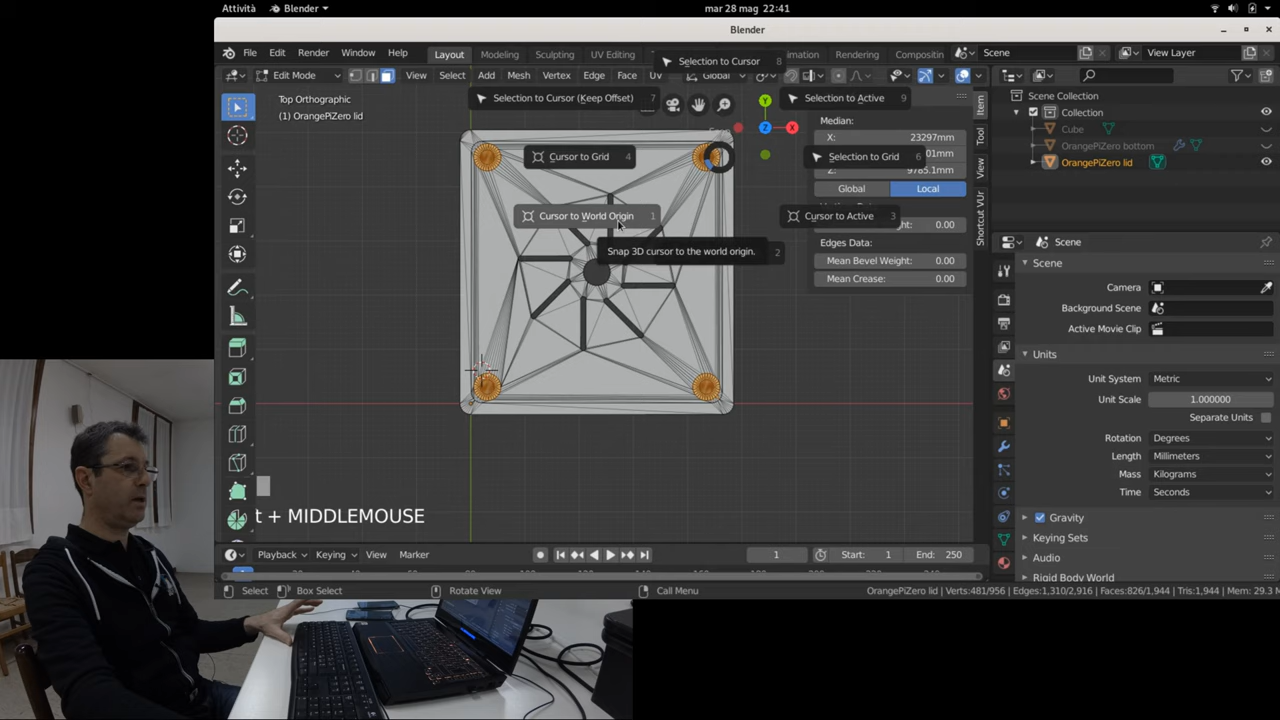 Attività
Blender
mar 28 mag 22:41
Blender
File
Edit
Render
Window
Help
Layout
Modeling
Sculpting
UV Editing
Rendering
Scene
View Layer
Selection to Cursor 8
Edit Mode
View
Select
Add
Mesh
Vertex
Edge
Face
UV
Global
Selection to Cursor (Keep Offset) 7
Selection to Active 9
Top Orthographic
(1) OrangePiZero lid
Y
Z
X
Cursor to Grid 4
Selection to Grid 6
Cursor to World Origin 1
Cursor to Active 3
Snap 3D cursor to the world origin. 2
Median:
X: 23297mm
01mm
Z: 9785.1mm
Global
Local
0.00
Edges Data:
Mean Bevel Weight: 0.00
Mean Crease: 0.00
Item
Tool
View
Shortcut VUr
Scene Collection
Collection
Cube
OrangePiZero bottom
OrangePiZero lid
Scene
Scene
Camera
Background Scene
Active Movie Clip
Units
Unit System
Metric
Unit Scale
1.000000
Separate Units
Rotation
Degrees
Length
Millimeters
Mass
Kilograms
Time
Seconds
Gravity
Keying Sets
Audio
Rigid Body World
t + MIDDLEMOUSE
Playback
Keying
View
Marker
1
Start: 1
End: 250
Select
Box Select
Rotate View
Call Menu
OrangePiZero lid | Verts:481/956 | Edges:1,310/2,916 | Faces:826/1,944 | Tris:1,944 | Mem: 29.3 M